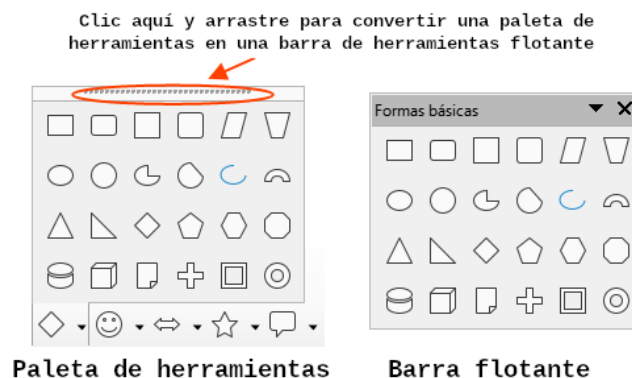 Clic aquí y arrastre para convertir una paleta de
herramientas en una barra de herramientas flotante
Formas básicas
Paleta de herramientas
Barra flotante